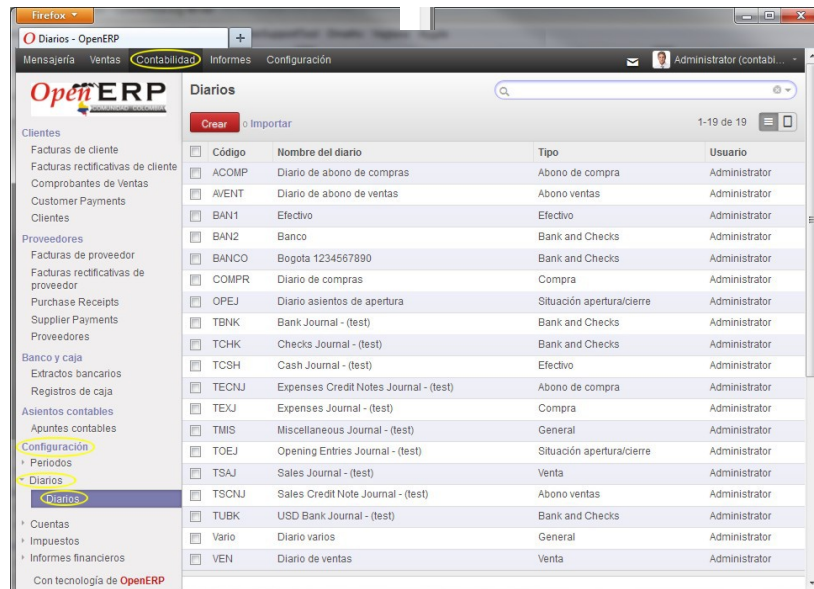 Firefox
Diarios - OpenERP
Mensajería Ventas Contabilidad Informes Configuración Administrator (contabi...
OpenERP
COMUNIDAD COLOMBIA
Diarios
Crear o Importar 1-19 de 19
Clientes
Facturas de cliente
Facturas rectificativas de cliente
Comprobantes de Ventas
Customer Payments
Clientes
Proveedores
Facturas de proveedor
Facturas rectificativas de
proveedor
Purchase Receipts
Supplier Payments
Proveedores
Banco y caja
Extractos bancarios
Registros de caja
Asientos contables
Apuntes contables
Configuración
Periodos
Diarios
Diarios
Cuentas
Impuestos
Informes financieros
Con tecnología de OpenERP
Código Nombre del diario Tipo Usuario
ACOMP Diario de abono de compras Abono de compra Administrator
AVENT Diario de abono de ventas Abono ventas Administrator
BAN1 Efectivo Efectivo Administrator
BAN2 Banco Bank and Checks Administrator
BANCO Bogota 1234567890 Bank and Checks Administrator
COMPR Diario de compras Compra Administrator
OPEJ Diario asientos de apertura Situación apertura/cierre Administrator
TBNK Bank Journal - (test) Bank and Checks Administrator
TCHK Checks Journal - (test) Bank and Checks Administrator
TCSH Cash Journal - (test) Efectivo Administrator
TECNJ Expenses Credit Notes Journal - (test) Abono de compra Administrator
TEXJ Expenses Journal - (test) Compra Administrator
TMIS Miscellaneous Journal - (test) General Administrator
TOEJ Opening Entries Journal - (test) Situación apertura/cierre Administrator
TSAJ Sales Journal - (test) Venta Administrator
TSCNJ Sales Credit Note Journal - (test) Abono ventas Administrator
TUBK USD Bank Journal - (test) Bank and Checks Administrator
Vario Diario varios General Administrator
VEN Diario de ventas Venta Administrator